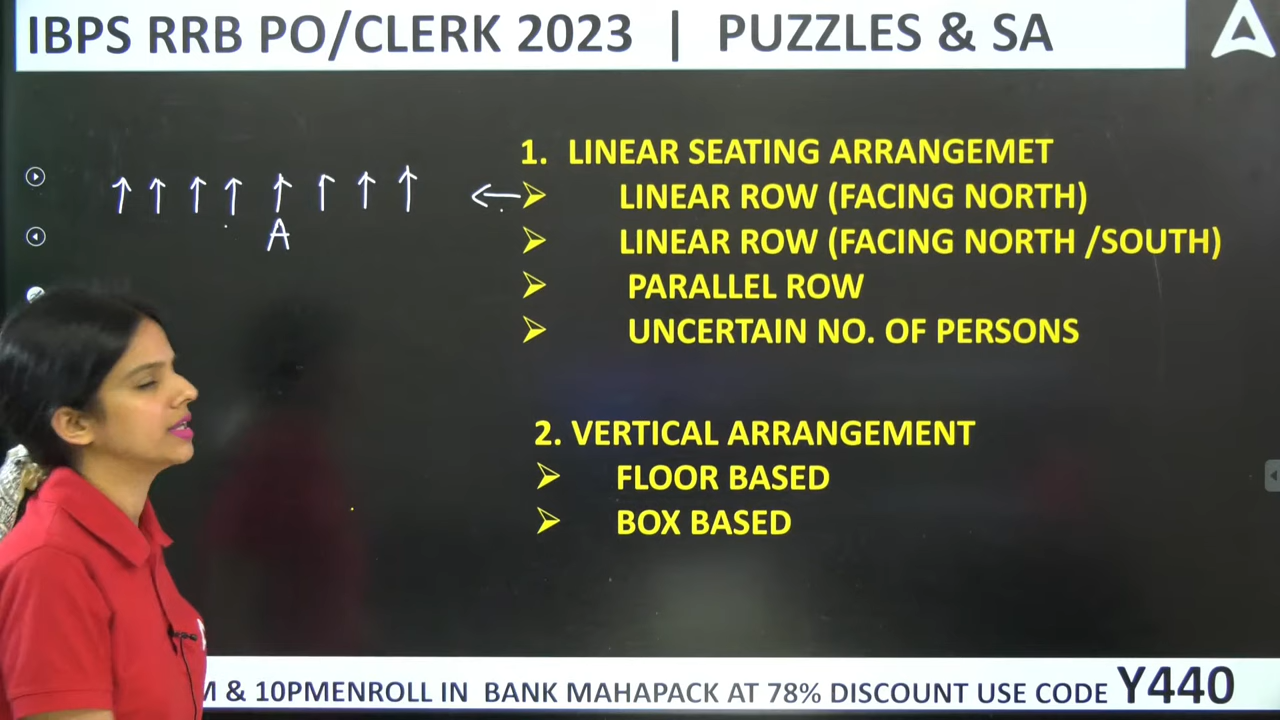 IBPS RRB PO/CLERK 2023 | PUZZLES & SA
A
1. LINEAR SEATING ARRANGEMET
LINEAR ROW (FACING NORTH)
LINEAR ROW (FACING NORTH /SOUTH)
PARALLEL ROW
UNCERTAIN NO. OF PERSONS
2. VERTICAL ARRANGEMENT
FLOOR BASED
BOX BASED
M & 10PMENROLL IN BANK MAHAPACK AT 78% DISCOUNT USE CODE Y440